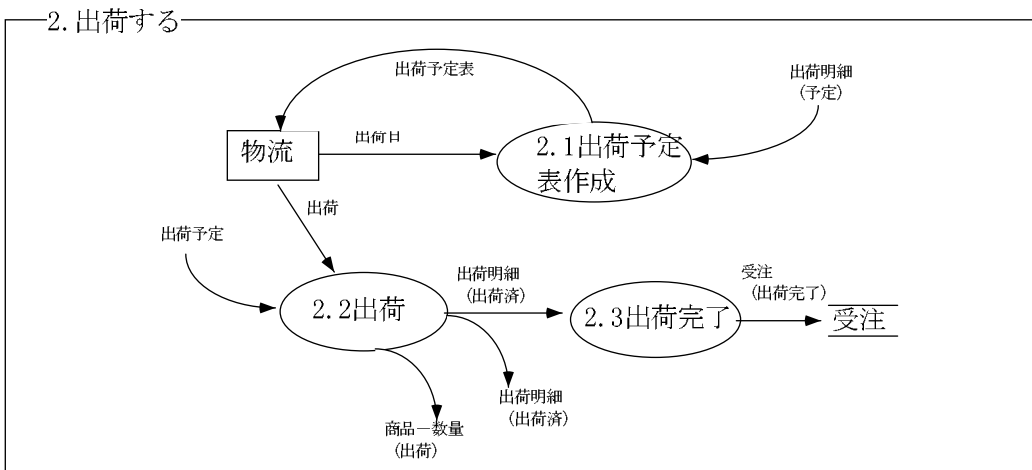 2.出荷する
出荷予定表
出荷明細
(予定)
出荷日
物流
2.1出荷予定
表作成
出荷
出荷予定
出荷明細
(出荷済)
受注
(出荷完了)
2.2出荷
2.3出荷完了
受注
出荷明細
(出荷済)
商品－数量
(出荷)